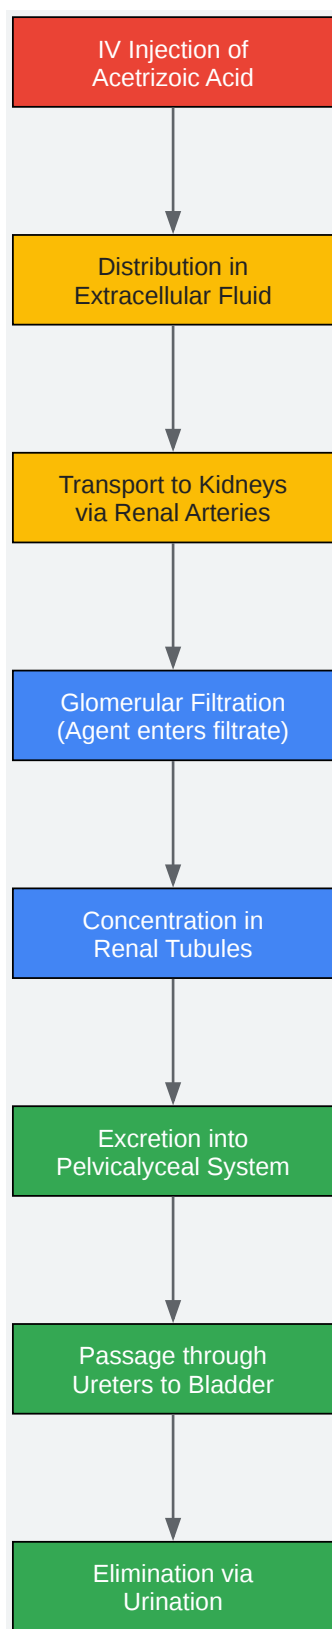 IV Injection of
Acetrizoic Acid
Distribution in
Extracellular Fluid
Transport to Kidneys
via Renal Arteries
Glomerular Filtration
(Agent enters filtrate)
Concentration in
Renal Tubules
Excretion into
Pelvicalyceal System
Passage through
Ureters to Bladder
Elimination via
Urination